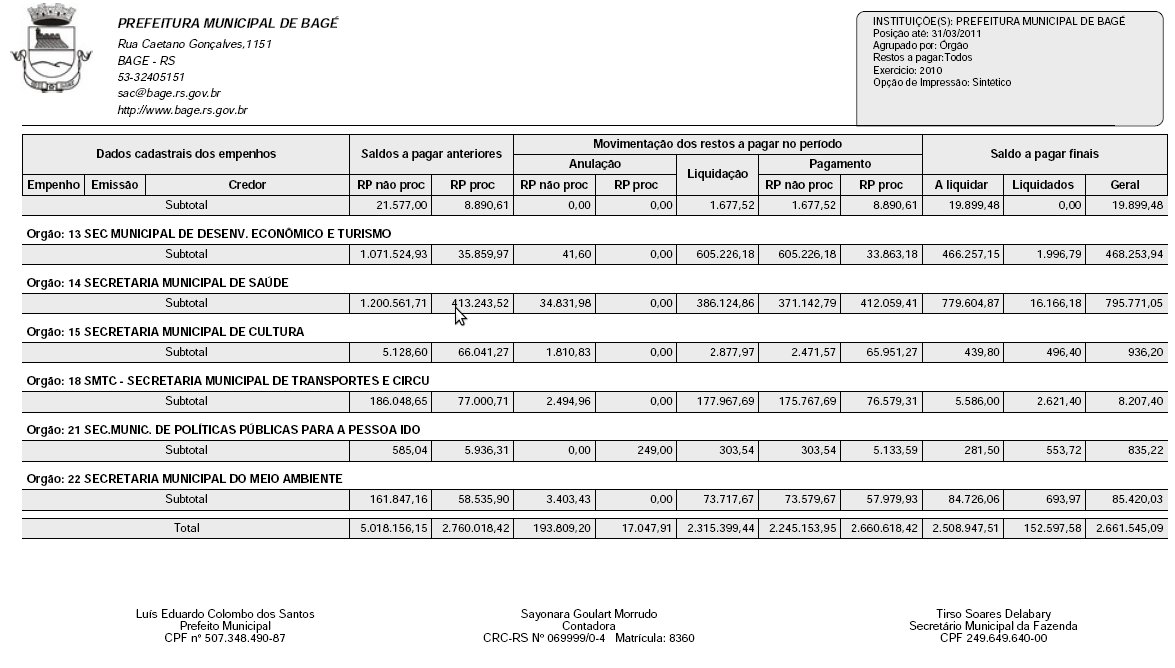 PREFEITURA MUNICIPAL DE BAGÉ
Rua Caetano Gonçalves,1151
BAGE - RS
53-32405151
sac@bage.rs.gov.br
http://www.bage.rs.gov.br
INSTITUIÇÕE(S): PREFEITURA MUNICIPAL DE BAGÉ
Posição até: 31/03/2011
Agrupado por: Orgão
Restos a pagar:Todos
Exercicio: 2010
Opção de Impressão: Sintético
Dados cadastrais dos empenhos Saldos a pagar anteriores Movimentação dos restos a pagar no período Saldo a pagar finais
Anulação Liquidação Pagamento
Empenho Emissão Credor RP não proc RP proc RP não proc RP proc RP não proc RP proc A liquidar Liquidados Geral
Subtotal 21.577,00 8.890,61 0,00 0,00 1.677,52 1.677,52 8.890,61 19.899,48 0,00 19.899,48
Orgão: 13 SEC MUNICIPAL DE DESENV. ECONÔMICO E TURISMO
Subtotal 1.071.524,93 35.859,97 41,60 0,00 605.226,18 605.226,18 33.863,18 466.257,15 1.996,79 468.253,94
Orgão: 14 SECRETARIA MUNICIPAL DE SAÚDE
Subtotal 1.200.561,71 413.243,52 34.831,98 0,00 386.124,86 371.142,79 412.059,41 779.604,87 16.166,18 795.771,05
Orgão: 15 SECRETARIA MUNICIPAL DE CULTURA
Subtotal 5.128,60 66.041,27 1.810,83 0,00 2.877,97 2.471,57 65.951,27 439,80 496,40 936,20
Orgão: 18 SMTC - SECRETARIA MUNICIPAL DE TRANSPORTES E CIRCU
Subtotal 186.048,65 77.000,71 2.494,96 0,00 177.967,69 175.767,69 76.579,31 5.586,00 2.621,40 8.207,40
Orgão: 21 SEC.MUNIC. DE POLÍTICAS PÚBLICAS PARA A PESSOA IDO
Subtotal 585,04 5.936,31 0,00 249,00 303,54 303,54 5.133,59 281,50 553,72 835,22
Orgão: 22 SECRETARIA MUNICIPAL DO MEIO AMBIENTE
Subtotal 161.847,16 58.535,90 3.403,43 0,00 73.717,67 73.579,67 57.979,93 84.726,06 693,97 85.420,03
Total 5.018.156,15 2.760.018,42 193.809,20 17.047,91 2.315.399,44 2.245.153,95 2.660.618,42 2.508.947,51 152.597,58 2.661.545,09
Luís Eduardo Colombo dos Santos Sayonara Goulart Morrudo Tirso Soares Delabary
Prefeito Municipal Contadora Secretário Municipal da Fazenda
CPF nº 507.348.490-87 CRC-RS Nº 069999/0-4 Matrícula: 8360 CPF 249.649.640-00